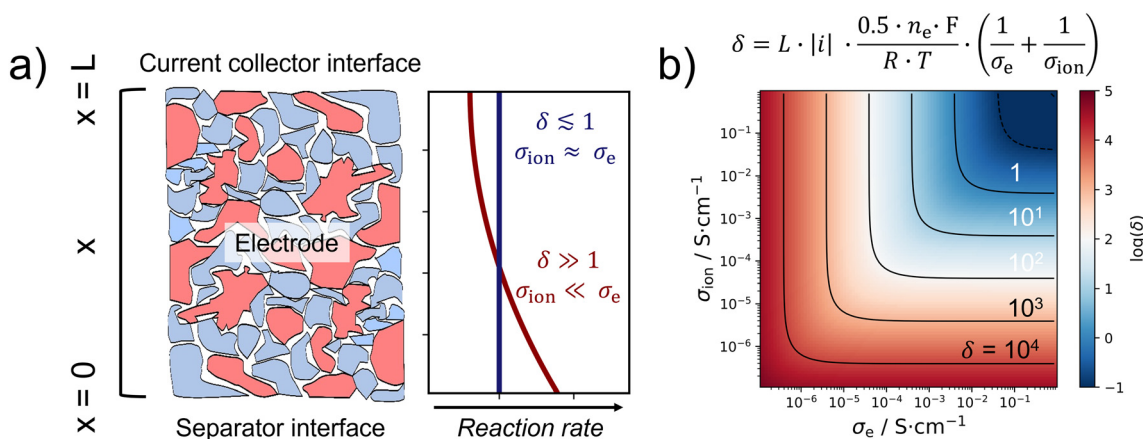 a)
x = L
x
x = 0
Current collector interface
Electrode
Separator interface
δ ≲ 1
σion ≈ σe
δ ≫ 1
σion ≪ σe
Reaction rate
b)
δ = L · |i| · 0.5 · ne · F / R · T · (1/σe + 1/σion)
σion / S·cm⁻¹
10⁻¹
10⁻²
10⁻³
10⁻⁴
10⁻⁵
10⁻⁶
1
10¹
10²
10³
δ = 10⁴
10⁻⁶ 10⁻⁵ 10⁻⁴ 10⁻³ 10⁻² 10⁻¹
σe / S·cm⁻¹
5
4
3
2
1
0
−1
log(δ)